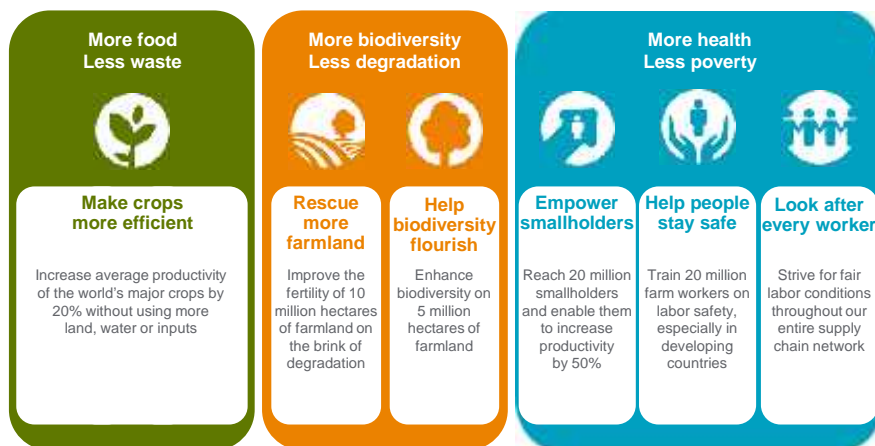 More food
Less waste
Make crops
more efficient
Increase average productivity
of the world's major crops by
20% without using more
land, water or inputs
More biodiversity
Less degradation
Rescue
more
farmland
Improve the
fertility of 10
million hectares
of farmland on
the brink of
degradation
Help
biodiversity
flourish
Enhance
biodiversity on
5 million
hectares of
farmland
More health
Less poverty
Empower
smallholders
Reach 20 million
smallholders
and enable them
to increase
productivity
by 50%
Help people
stay safe
Train 20 million
farm workers on
labor safety,
especially in
developing
countries
Look after
every worker
Strive for fair
labor conditions
throughout our
entire supply
chain network